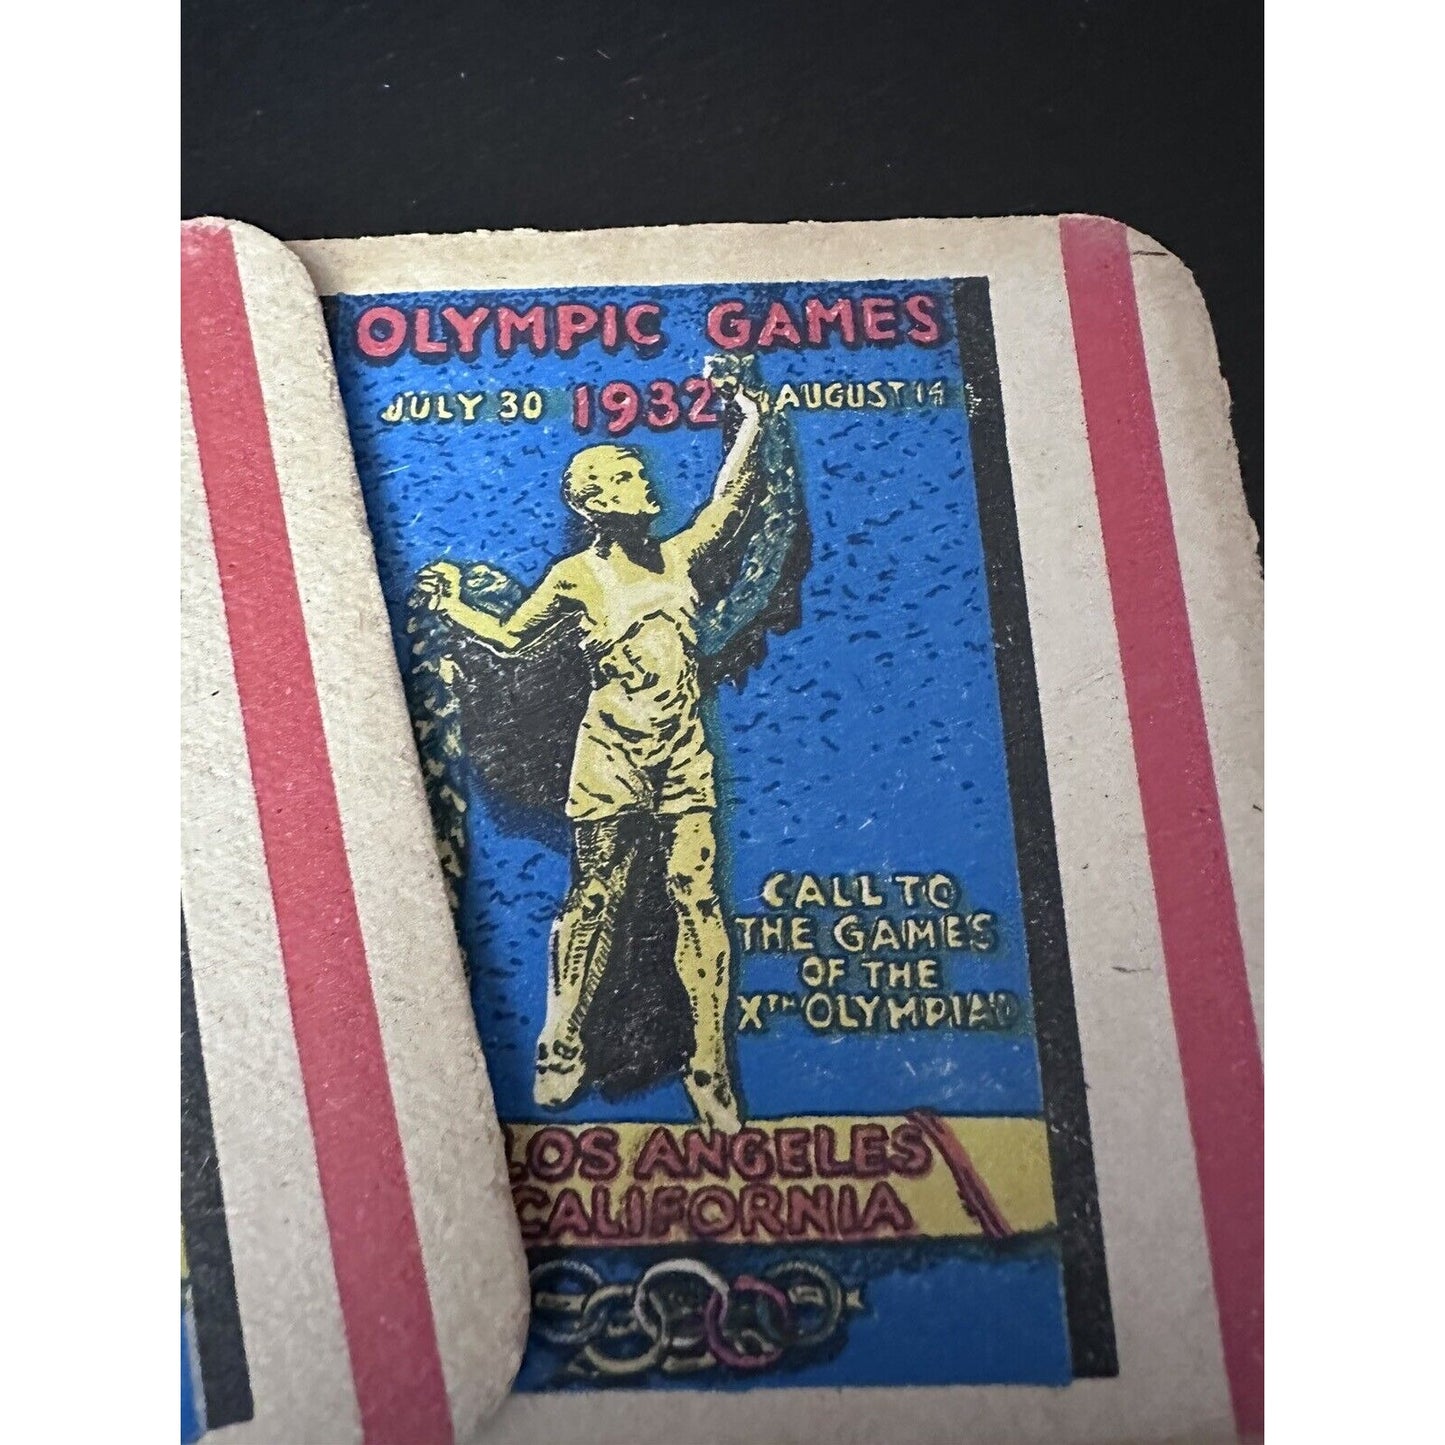 OLYMPIC GAMES
JULY 30 1932 AUGUST 14
CALL TO
THE GAMES
OF THE
XTH OLYMPIAD
LOS ANGELES
CALIFORNIA